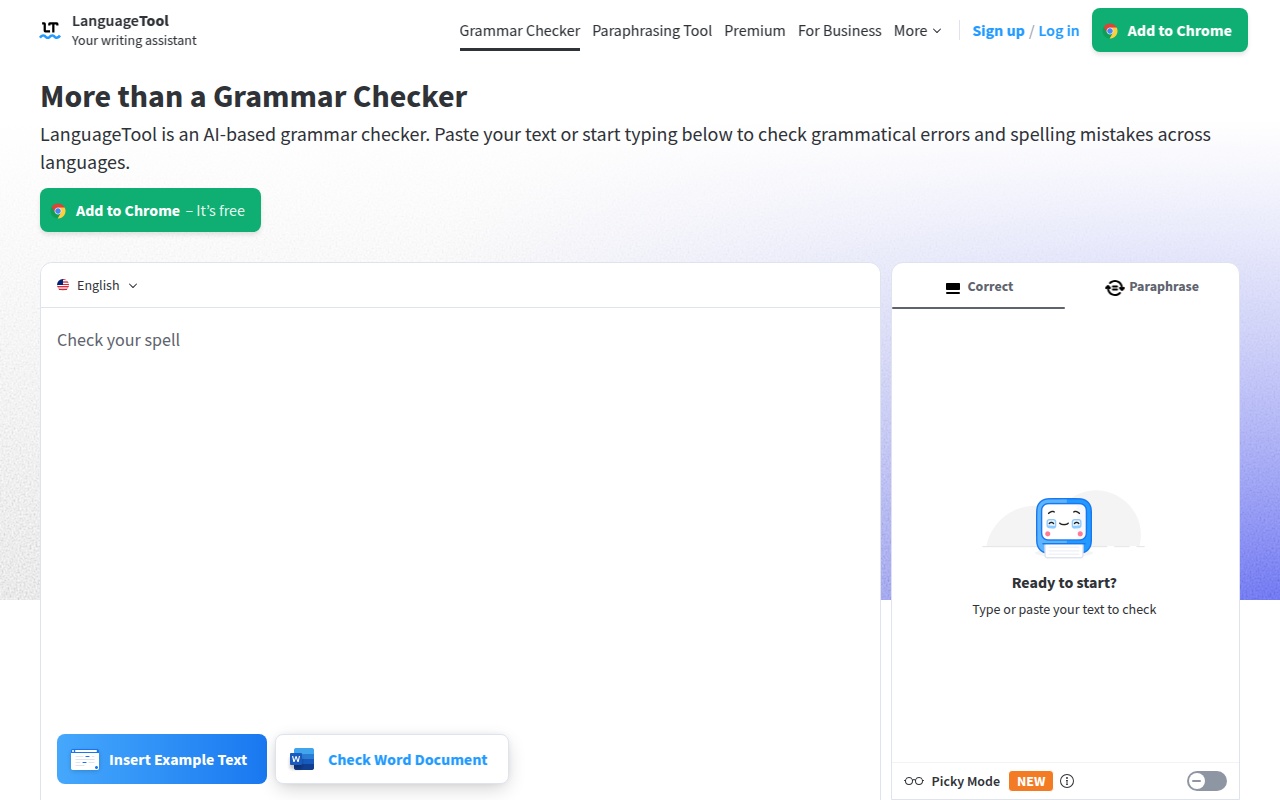 LanguageTool
Your writing assistant
Grammar Checker Paraphrasing Tool Premium For Business More Sign up / Log in Add to Chrome
More than a Grammar Checker
LanguageTool is an AI-based grammar checker. Paste your text or start typing below to check grammatical errors and spelling mistakes across
languages.
Add to Chrome – It’s free
English
Correct Paraphrase
Check your spell
Ready to start?
Type or paste your text to check
Insert Example Text Check Word Document
Picky Mode NEW